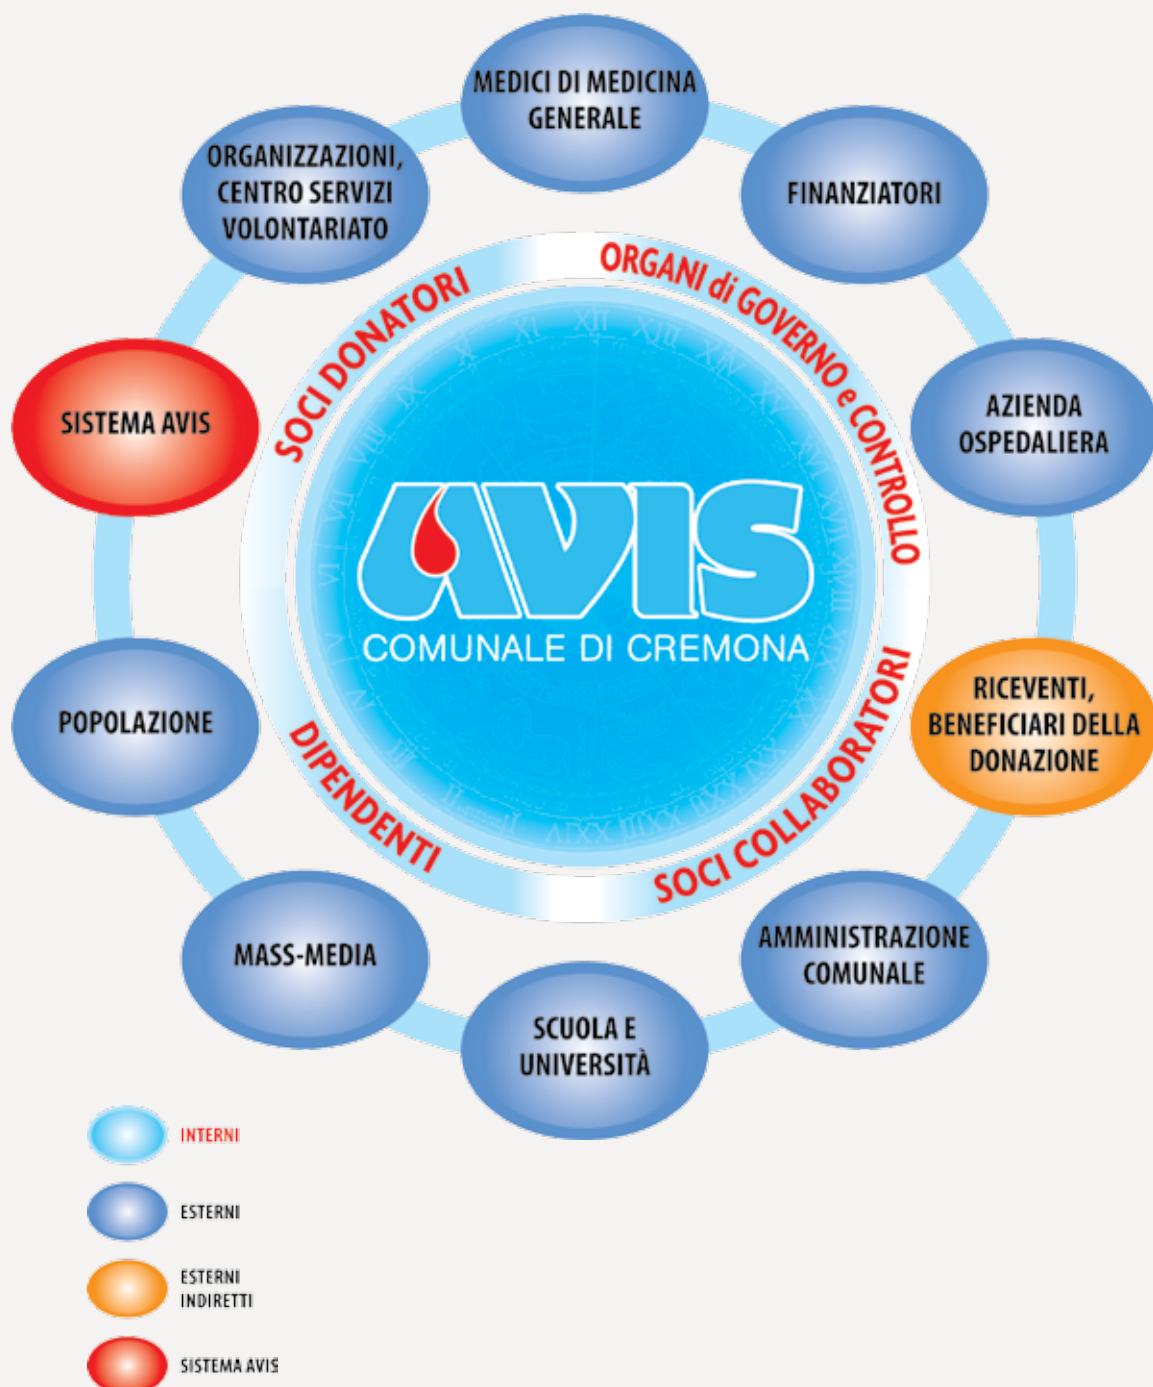 MEDICI DI MEDICINA
GENERALE
ORGANIZZAZIONI,
CENTRO SERVIZI
VOLONTARIATO
FINANZIATORI
SOCI DONATORI
ORGANI di GOVERNO e CONTROLLO
SISTEMA AVIS
AZIENDA
OSPEDALIERA
AVIS
COMUNALE DI CREMONA
POPOLAZIONE
RICEVENTI,
BENEFICIARI DELLA
DONAZIONE
DIPENDENTI
SOCI COLLABORATORI
MASS-MEDIA
AMMINISTRAZIONE
COMUNALE
SCUOLA E
UNIVERSITÀ
INTERNI
ESTERNI
ESTERNI
INDIRETTI
SISTEMA AVIS